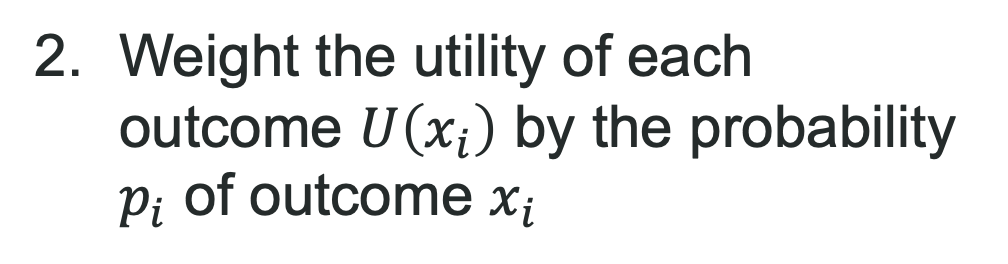 2. Weight the utility of each
outcome 𝑈(𝑥ᵢ) by the probability
𝑝ᵢ of outcome 𝑥ᵢ